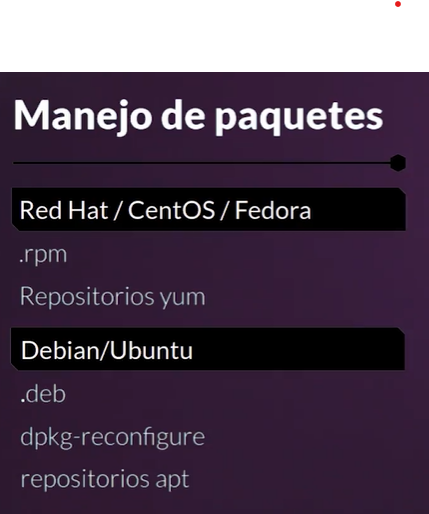 Manejo de paquetes
Red Hat / CentOS / Fedora
.rpm
Repositorios yum
Debian/Ubuntu
.deb
dpkg-reconfigure
repositorios apt